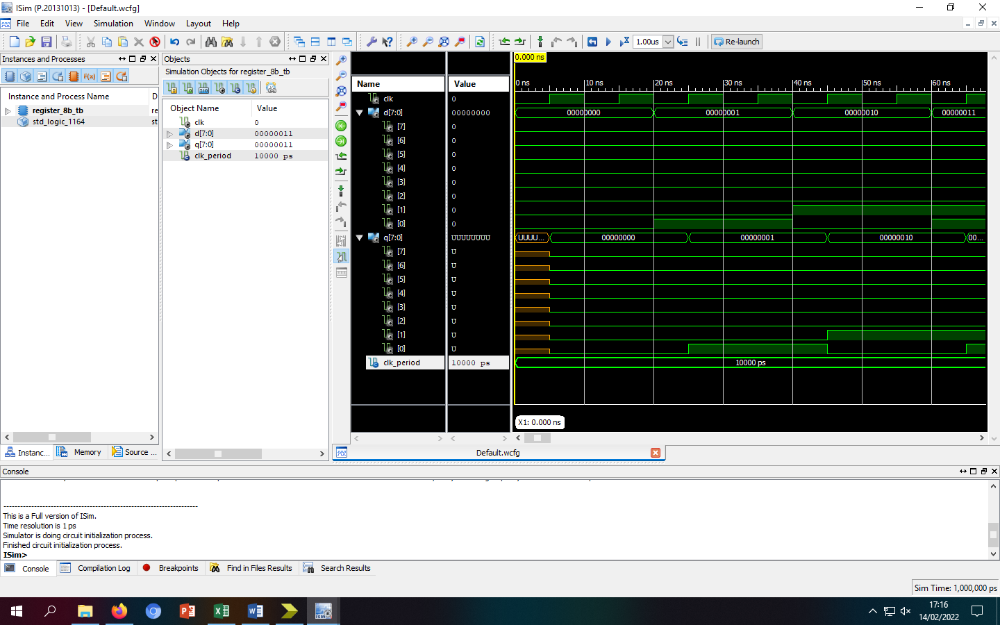 ISim (P.20131013) - [Default.wcfg]
File Edit View Simulation Window Layout Help
1.00us Re-launch
Instances and Processes
Instance and Process Name D
register_8b_tb re
std_logic_1164 st
Instanc... Memory Source ...
Objects
Simulation Objects for register_8b_tb
Object Name Value
clk 0
d[7:0] 00000011
q[7:0] 00000011
clk_period 10000 ps
0.000 ns
Name Value 0 ns 10 ns 20 ns 30 ns 40 ns 50 ns 60 ns
clk 0
d[7:0] 00000000 00000000 00000001 00000010 00000011
[7] 0
[6] 0
[5] 0
[4] 0
[3] 0
[2] 0
[1] 0
[0] 0
q[7:0] UUUUUUUU UUUU... 00000000 00000001 00000010 00...
[7] U
[6] U
[5] U
[4] U
[3] U
[2] U
[1] U
[0] U
clk_period 10000 ps 10000 ps
X1: 0.000 ns
Default.wcfg
Console
This is a Full version of ISim.
Time resolution is 1 ps
Simulator is doing circuit initialization process.
Finished circuit initialization process.
ISim>
Console Compilation Log Breakpoints Find in Files Results Search Results
Sim Time: 1,000,000 ps
17:16
14/02/2022